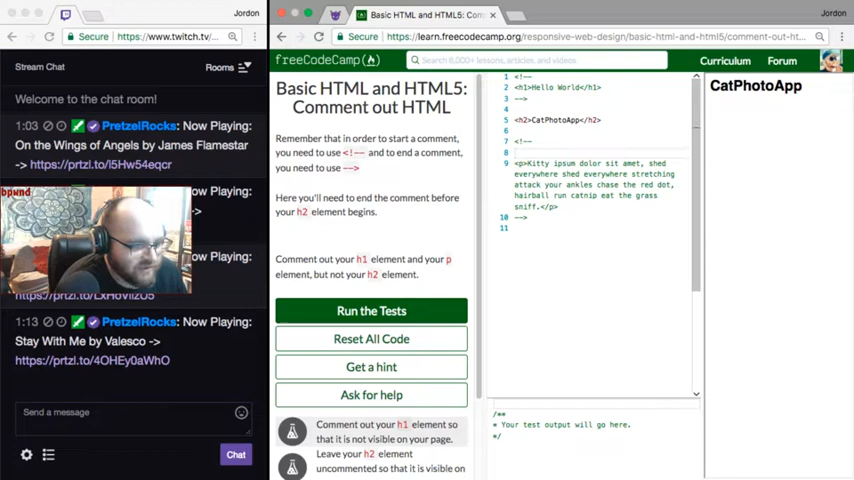 Jordon
Secure
https://www.twitch.tv/...
Stream Chat
Rooms
Welcome to the chat room!
1:03 PretzelRocks: Now Playing:
On the Wings of Angels by James Flamestar
-> https://prtzl.to/l5Hw54eqcr
bpwnd
ow Playing:
->
ow Playing:
https://prtzl.to/LxHoVlizU5
1:13 PretzelRocks: Now Playing:
Stay With Me by Valesco ->
https://prtzl.to/4OHEy0aWhO
Send a message
Chat
Basic HTML and HTML5: Com
Jordon
Secure
https://learn.freecodecamp.org/responsive-web-design/basic-html-and-html5/comment-out-ht...
freeCodeCamp
Search 8,000+ lessons, articles, and videos
Curriculum
Forum
Basic HTML and HTML5:
Comment out HTML
Remember that in order to start a comment,
you need to use <!-- and to end a comment,
you need to use -->
Here you'll need to end the comment before
your h2 element begins.
Comment out your h1 element and your p
element, but not your h2 element.
Run the Tests
Reset All Code
Get a hint
Ask for help
Comment out your h1 element so
that it is not visible on your page.
Leave your h2 element
uncommented so that it is visible on
1 <!--
2 <h1>Hello World</h1>
3 -->
4
5 <h2>CatPhotoApp</h2>
6
7 <!--
8
9 <p>Kitty ipsum dolor sit amet, shed
everywhere shed everywhere stretching
attack your ankles chase the red dot,
hairball run catnip eat the grass
sniff.</p>
10 -->
11
/**
* Your test output will go here.
*/
CatPhotoApp